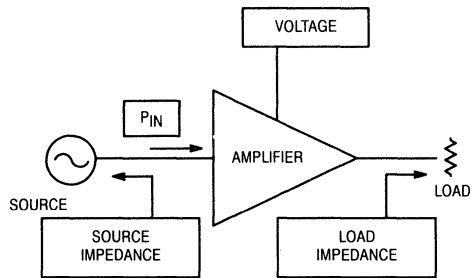 VOLTAGE
PIN
AMPLIFIER
SOURCE
LOAD
SOURCE
IMPEDANCE
LOAD
IMPEDANCE